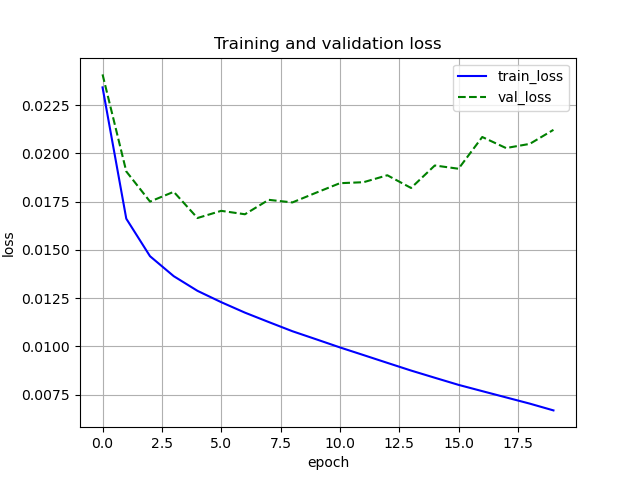 Training and validation loss
train_loss
val_loss
0.0225
0.0200
0.0175
0.0150
0.0125
0.0100
0.0075
loss
0.0 2.5 5.0 7.5 10.0 12.5 15.0 17.5
epoch